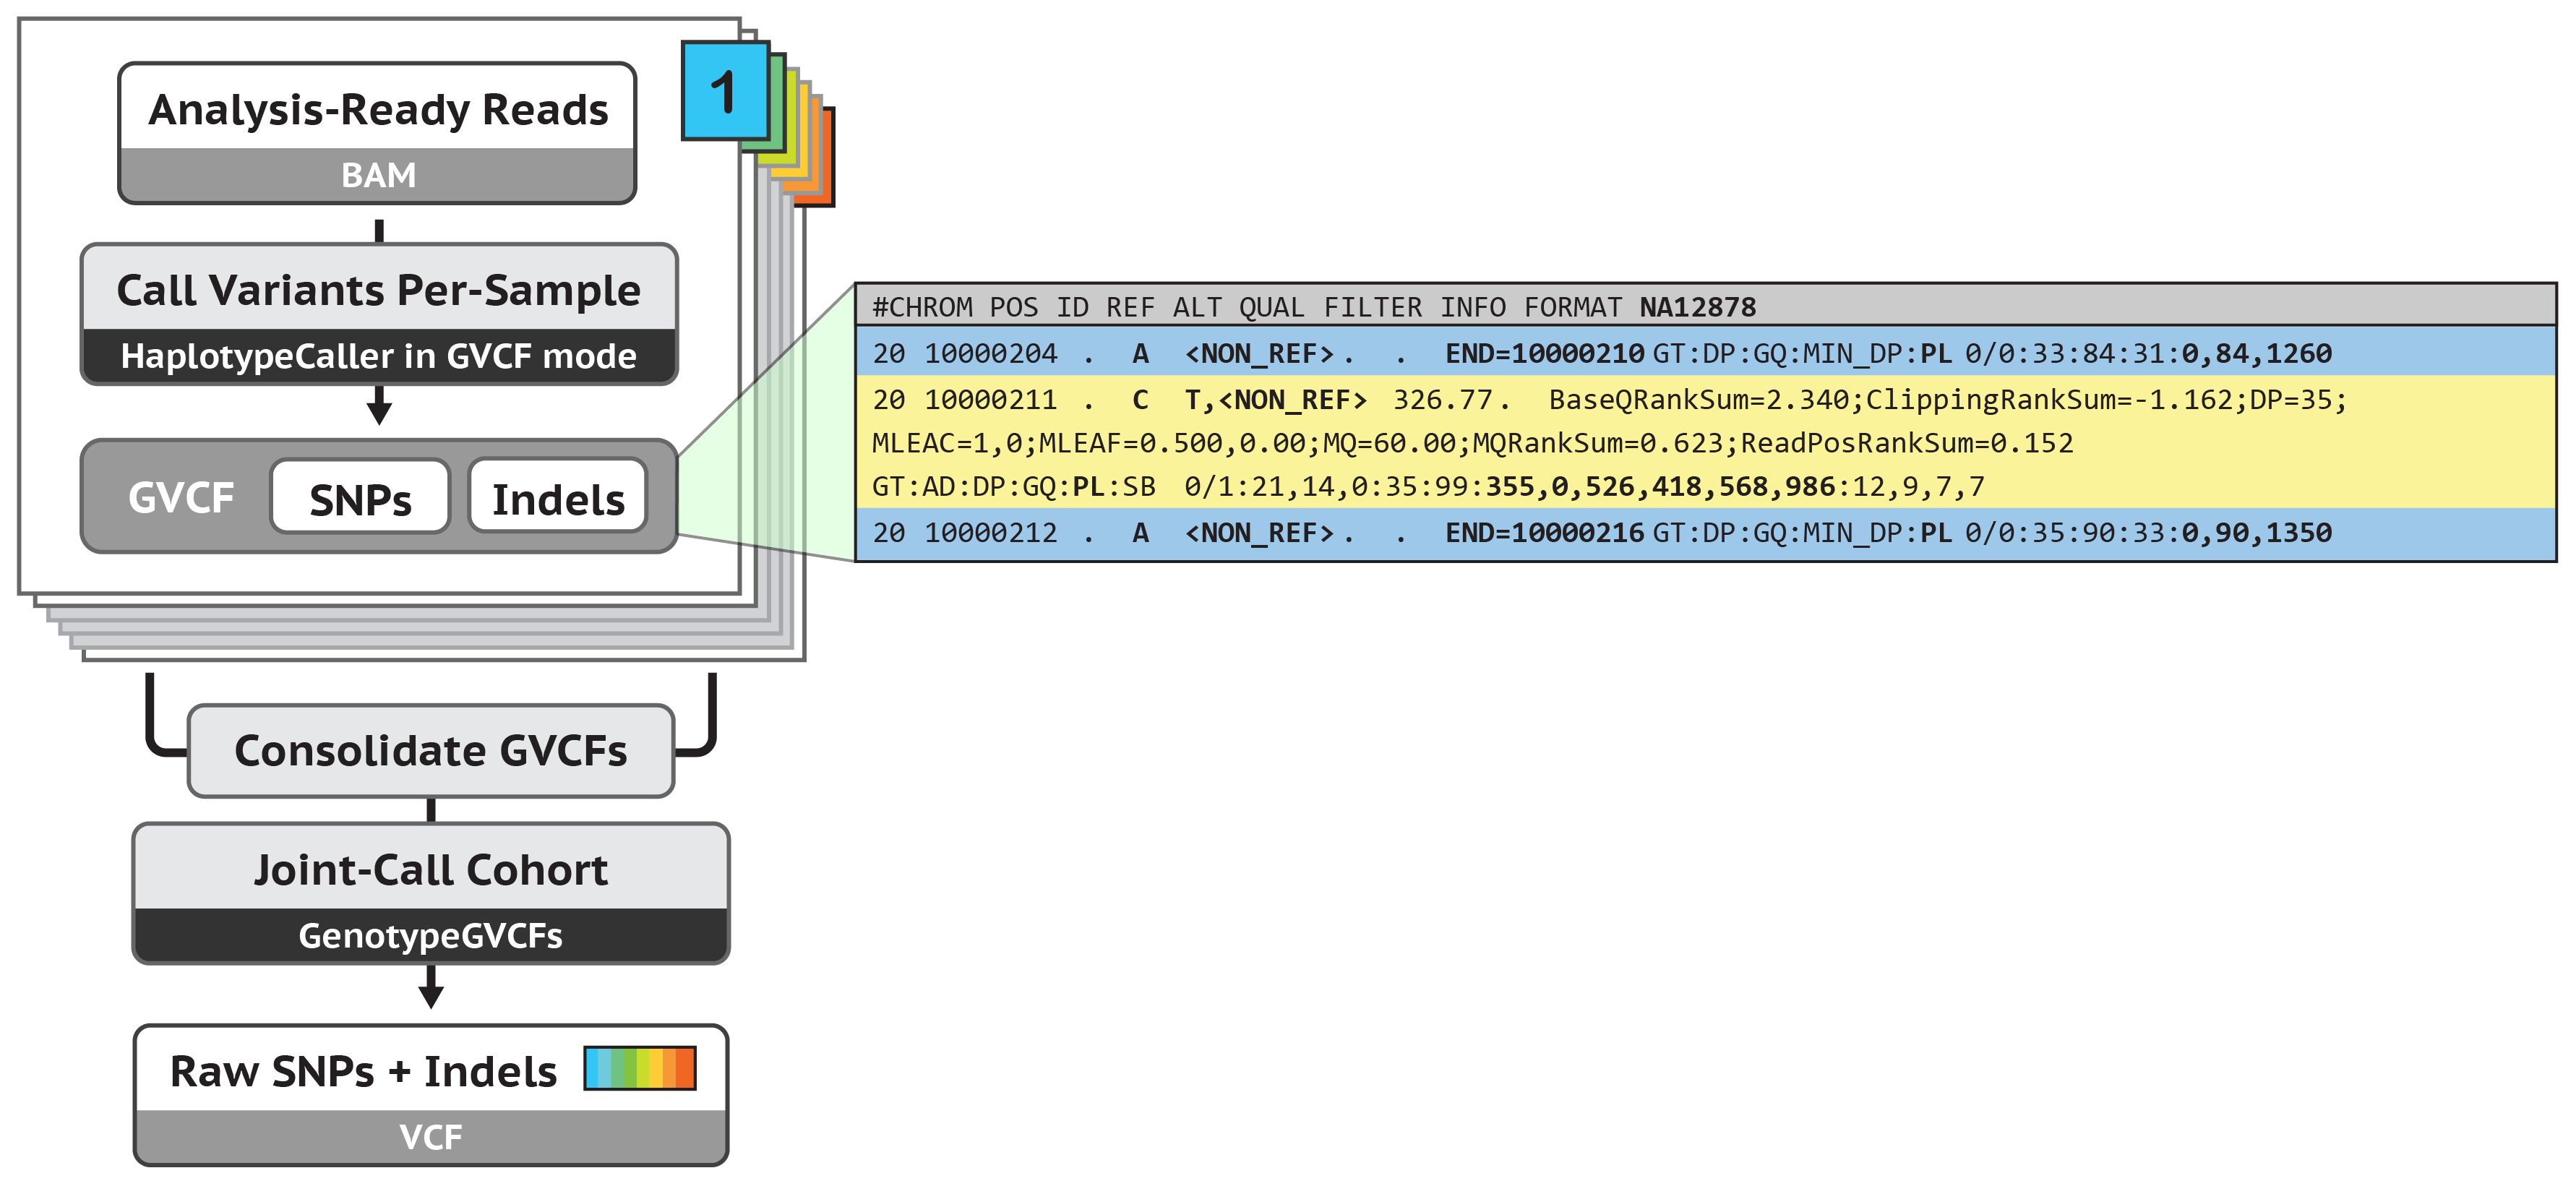 1
Analysis-Ready Reads
BAM
Call Variants Per-Sample
HaplotypeCaller in GVCF mode
GVCF SNPs Indels
#CHROM POS ID REF ALT QUAL FILTER INFO FORMAT NA12878
20 10000204 . A <NON_REF> . . END=10000210 GT:DP:GQ:MIN_DP:PL 0/0:33:84:31:0,84,1260
20 10000211 . C T,<NON_REF> 326.77 . BaseQRankSum=2.340;ClippingRankSum=-1.162;DP=35;
MLEAC=1,0;MLEAF=0.500,0.00;MQ=60.00;MQRankSum=0.623;ReadPosRankSum=0.152
GT:AD:DP:GQ:PL:SB 0/1:21,14,0:35:99:355,0,526,418,568,986:12,9,7,7
20 10000212 . A <NON_REF> . . END=10000216 GT:DP:GQ:MIN_DP:PL 0/0:35:90:33:0,90,1350
Consolidate GVCFs
Joint-Call Cohort
GenotypeGVCFs
Raw SNPs + Indels
VCF